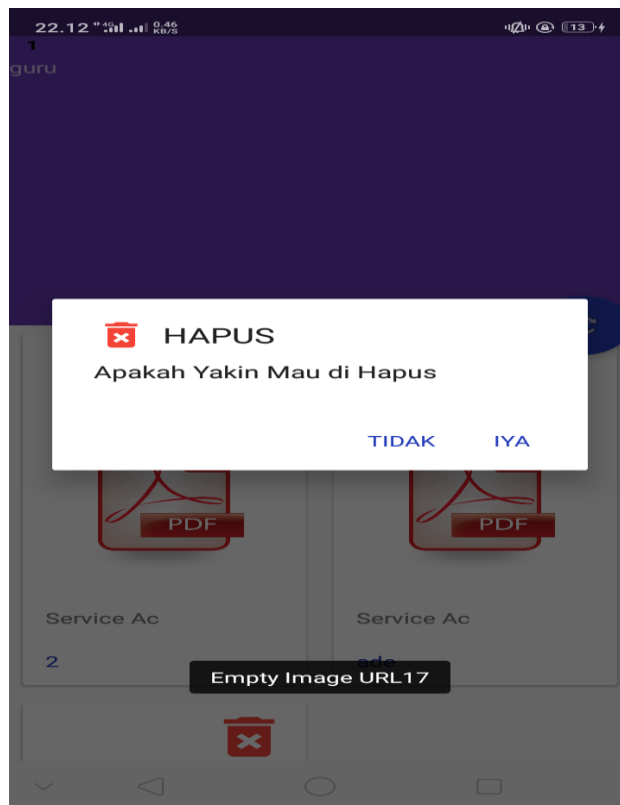 22.12 4G 0.46 KB/S 13
1
guru
HAPUS
Apakah Yakin Mau di Hapus
TIDAK IYA
PDF PDF
Service Ac Service Ac
2 ade
Empty Image URL17